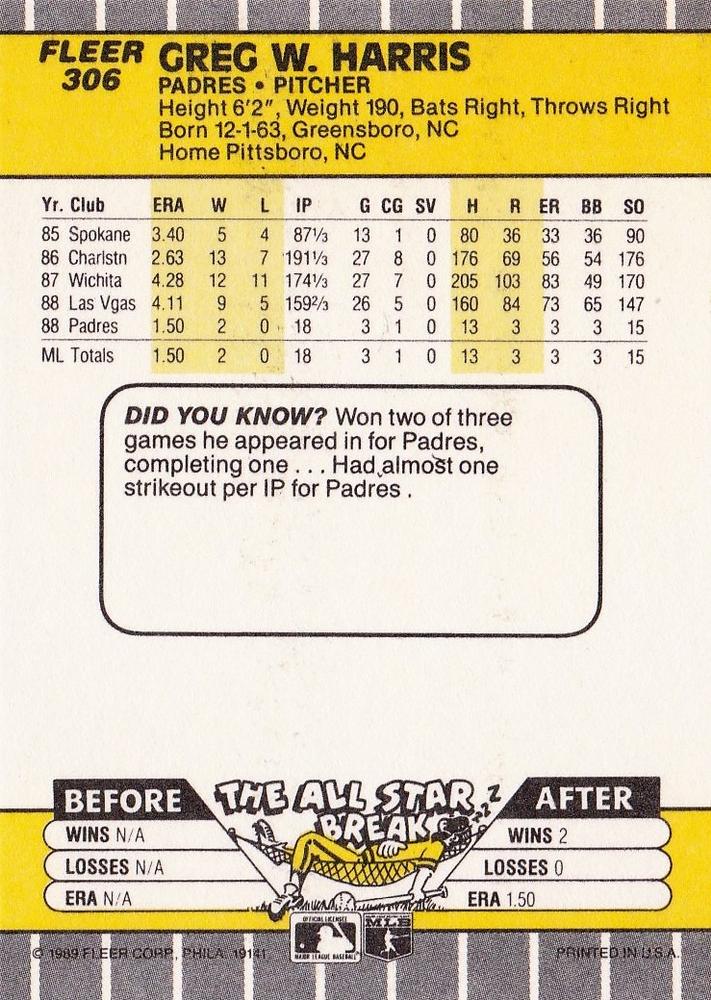 FLEER
306
GREG W. HARRIS
PADRES • PITCHER
Height 6'2", Weight 190, Bats Right, Throws Right
Born 12-1-63, Greensboro, NC
Home Pittsboro, NC
Yr. Club ERA W L IP G CG SV H R ER BB SO
85 Spokane 3.40 5 4 87⅓ 13 1 0 80 36 33 36 90
86 Charlstn 2.63 13 7 191⅓ 27 8 0 176 69 56 54 176
87 Wichita 4.28 12 11 174⅓ 27 7 0 205 103 83 49 170
88 Las Vgas 4.11 9 5 159⅔ 26 5 0 160 84 73 65 147
88 Padres 1.50 2 0 18 3 1 0 13 3 3 3 15
ML Totals 1.50 2 0 18 3 1 0 13 3 3 3 15
DID YOU KNOW? Won two of three
games he appeared in for Padres,
completing one . . . Had almost one
strikeout per IP for Padres .
THE ALL STAR
BREAK
ZZZZ
BEFORE
WINS N/A
LOSSES N/A
ERA N/A
AFTER
WINS 2
LOSSES 0
ERA 1.50
OFFICIAL LICENSEE
MAJOR LEAGUE BASEBALL
MLB
© 1989 FLEER CORP., PHILA. 19141
PRINTED IN U.S.A.